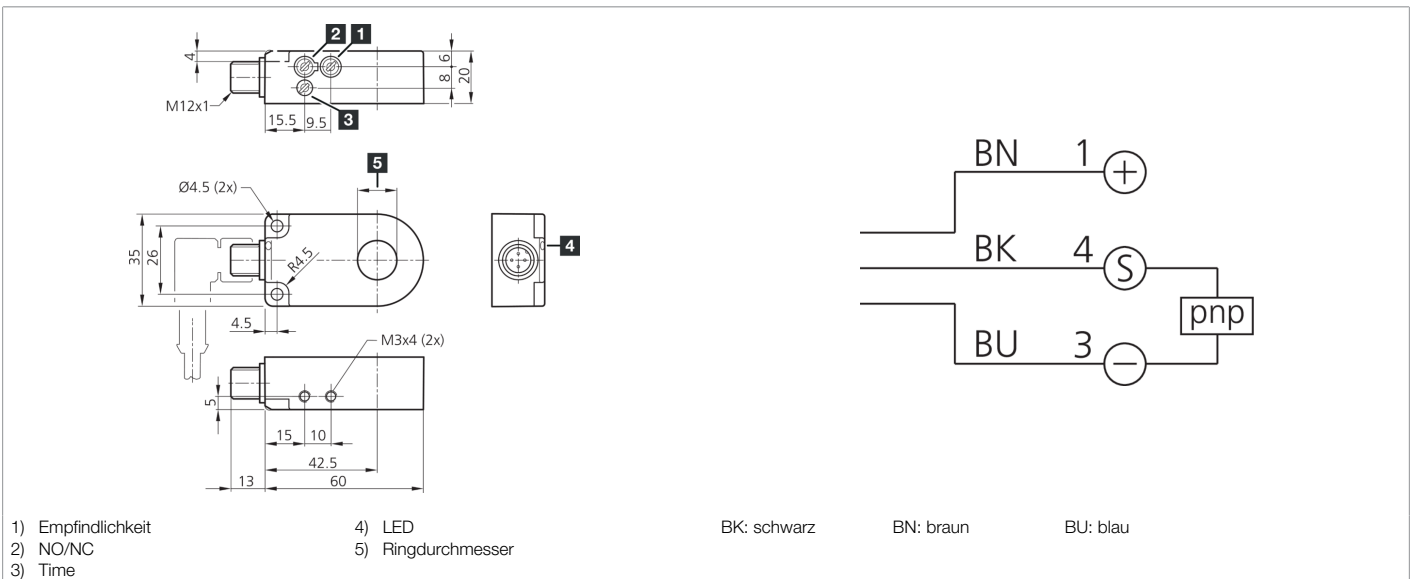 2 1
4
6
8
20
M12x1
15.5 9.5 3
5
Ø4.5 (2x)
35
26
R4.5
4
4.5
M3x4 (2x)
5
15 10
42.5
13 60
BN 1 +
BK 4 S
pnp
BU 3 −
1) Empfindlichkeit
2) NO/NC
3) Time
4) LED
5) Ringdurchmesser
BK: schwarz BN: braun BU: blau